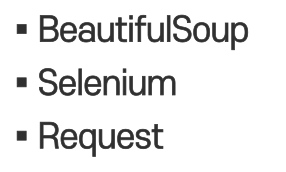 ▪ BeautifulSoup
▪ Selenium
▪ Request